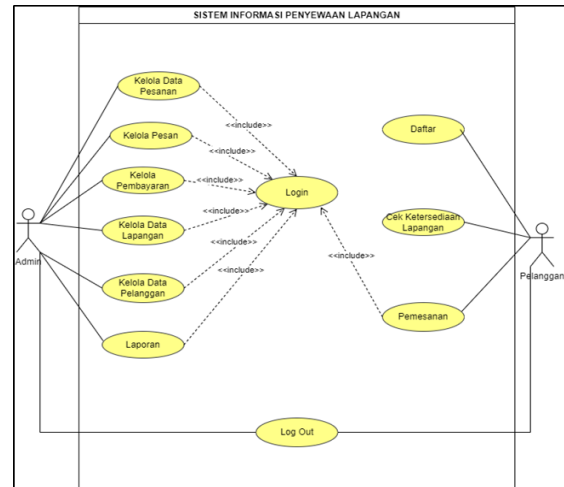 SISTEM INFORMASI PENYEWAAN LAPANGAN
Kelola Data
Pesanan
<<include>>
Kelola Pesan
<<include>>
Kelola
Pembayaran
<<include>>
Kelola Data
Lapangan
<<include>>
Kelola Data
Pelanggan
<<include>>
Laporan
<<include>>
Login
Daftar
Cek Ketersediaan
Lapangan
<<include>>
Pemesanan
Admin
Pelanggan
Log Out